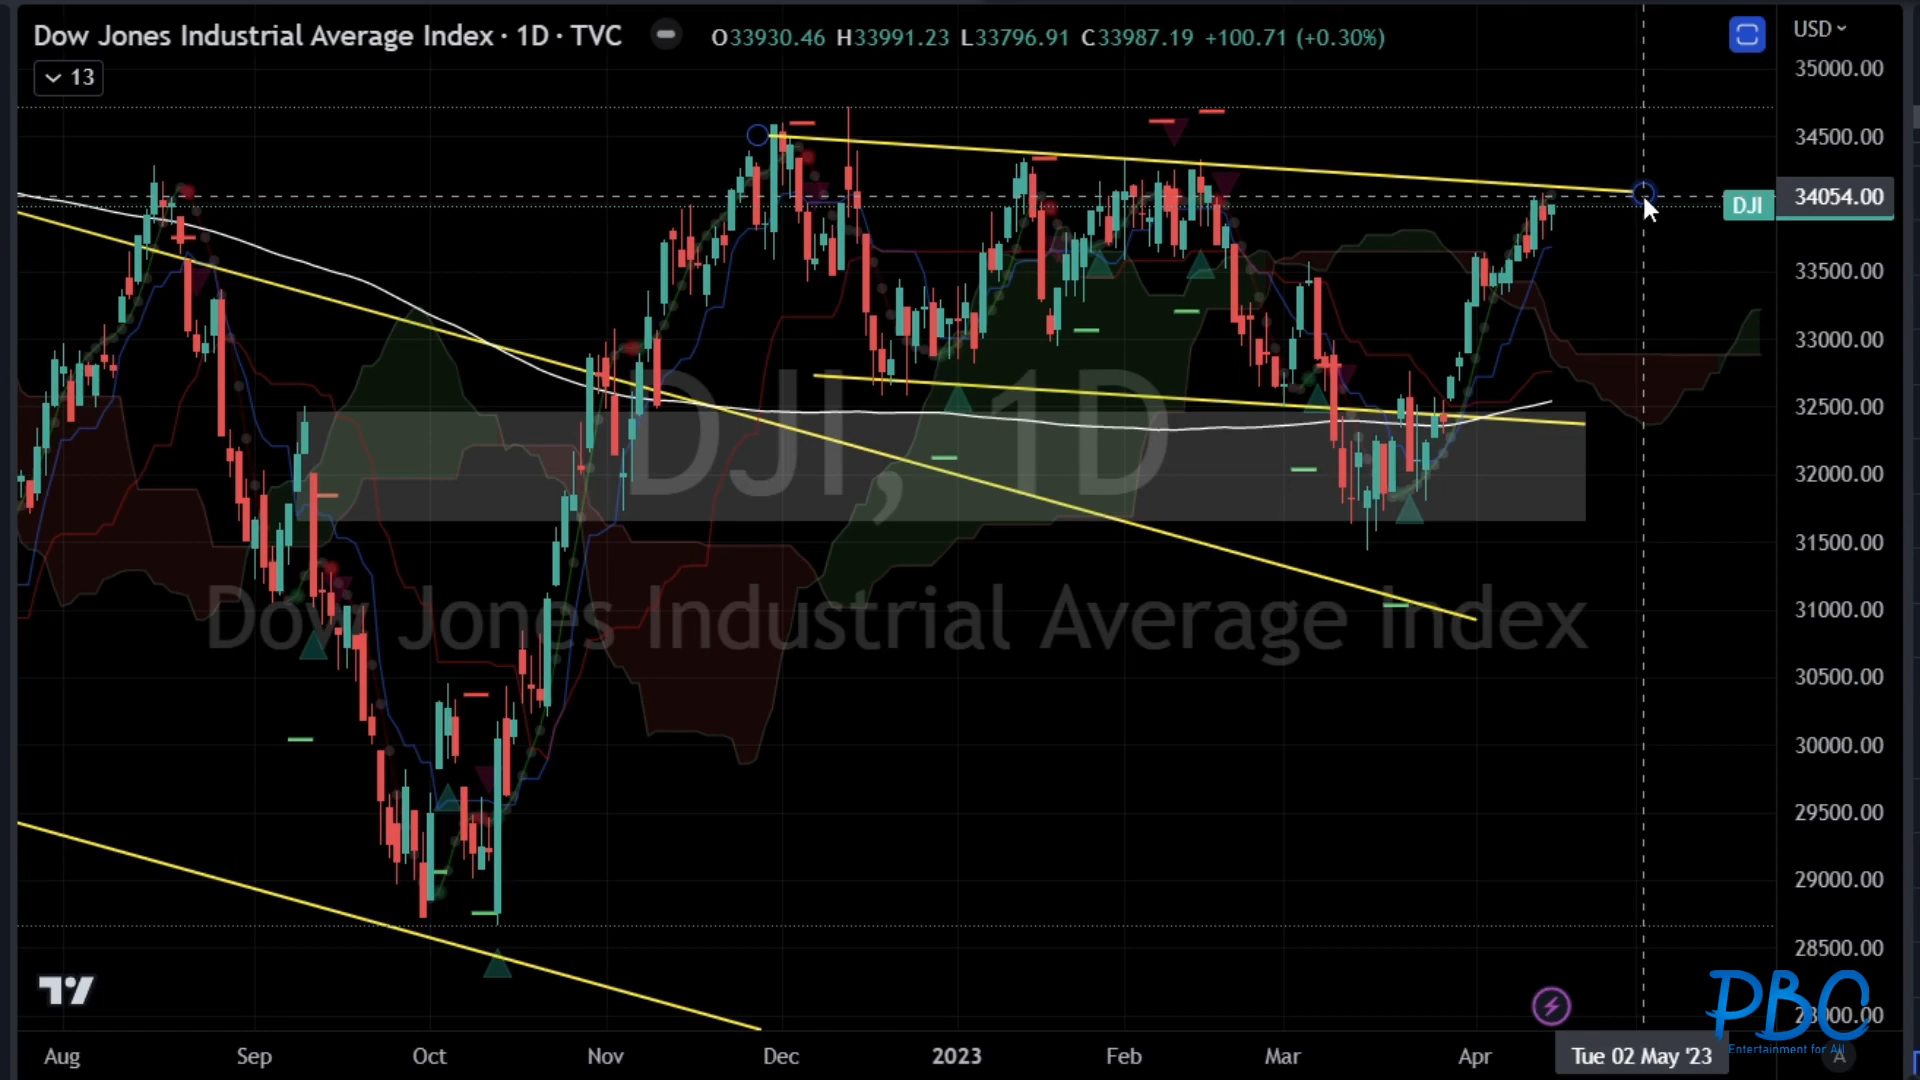 Dow Jones Industrial Average Index · 1D · TVC O33930.46 H33991.23 L33796.91 C33987.19 +100.71 (+0.30%) USD
13
35000.00
34500.00
34054.00
DJI
33500.00
33000.00
32500.00
DJI, 1D
32000.00
31500.00
31000.00
Dow Jones Industrial Average Index
30500.00
30000.00
29500.00
29000.00
28500.00
PBC
28000.00
Entertainment for All
Aug Sep Oct Nov Dec 2023 Feb Mar Apr Tue 02 May '23 A